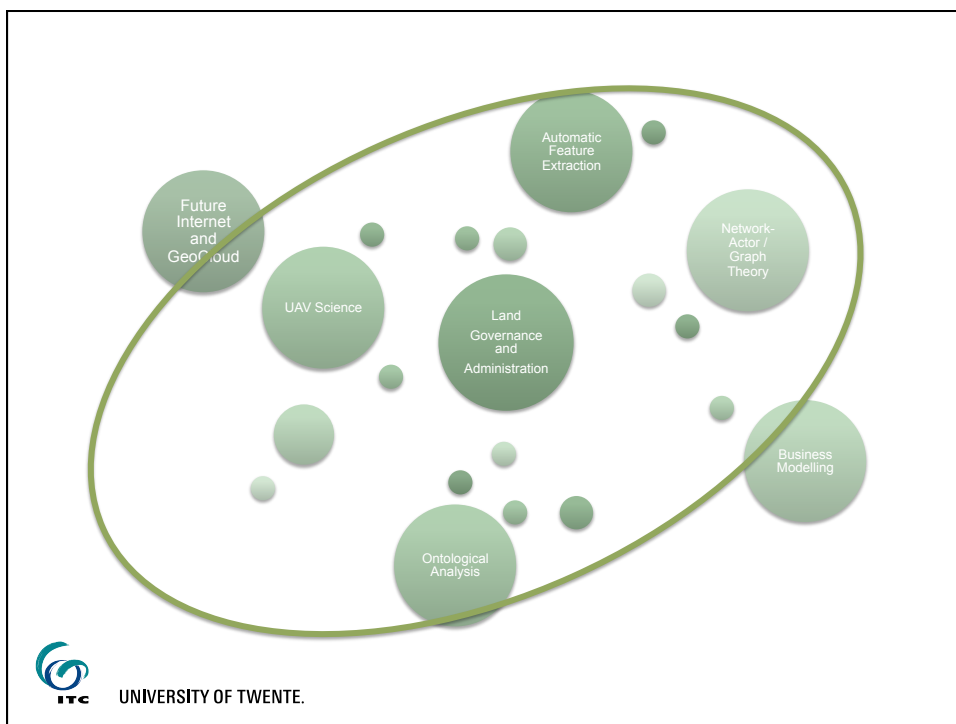 Automatic
Feature
Extraction
Future
Internet
and
GeoCloud
Network-
Actor /
Graph
Theory
UAV Science
Land
Governance
and
Administration
Business
Modelling
Ontological
Analysis
ITC
UNIVERSITY OF TWENTE.